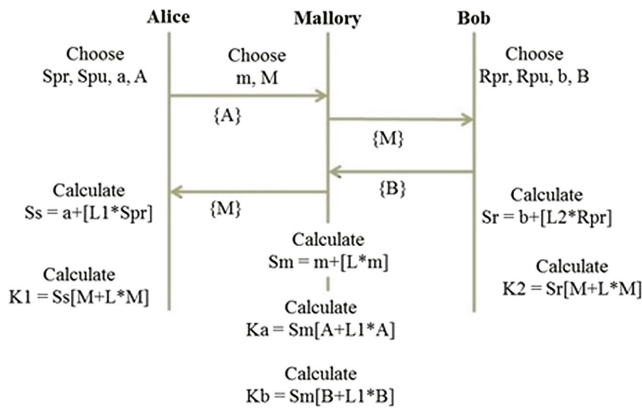 Alice Mallory Bob
Choose
Spr, Spu, a, A
Choose
m, M
Choose
Rpr, Rpu, b, B
{A}
{M}
{B}
{M}
Calculate
Ss = a+[L1*Spr]
Calculate
Sr = b+[L2*Rpr]
Calculate
Sm = m+[L*m]
Calculate
K1 = Ss[M+L*M]
Calculate
K2 = Sr[M+L*M]
Calculate
Ka = Sm[A+L1*A]
Calculate
Kb = Sm[B+L1*B]